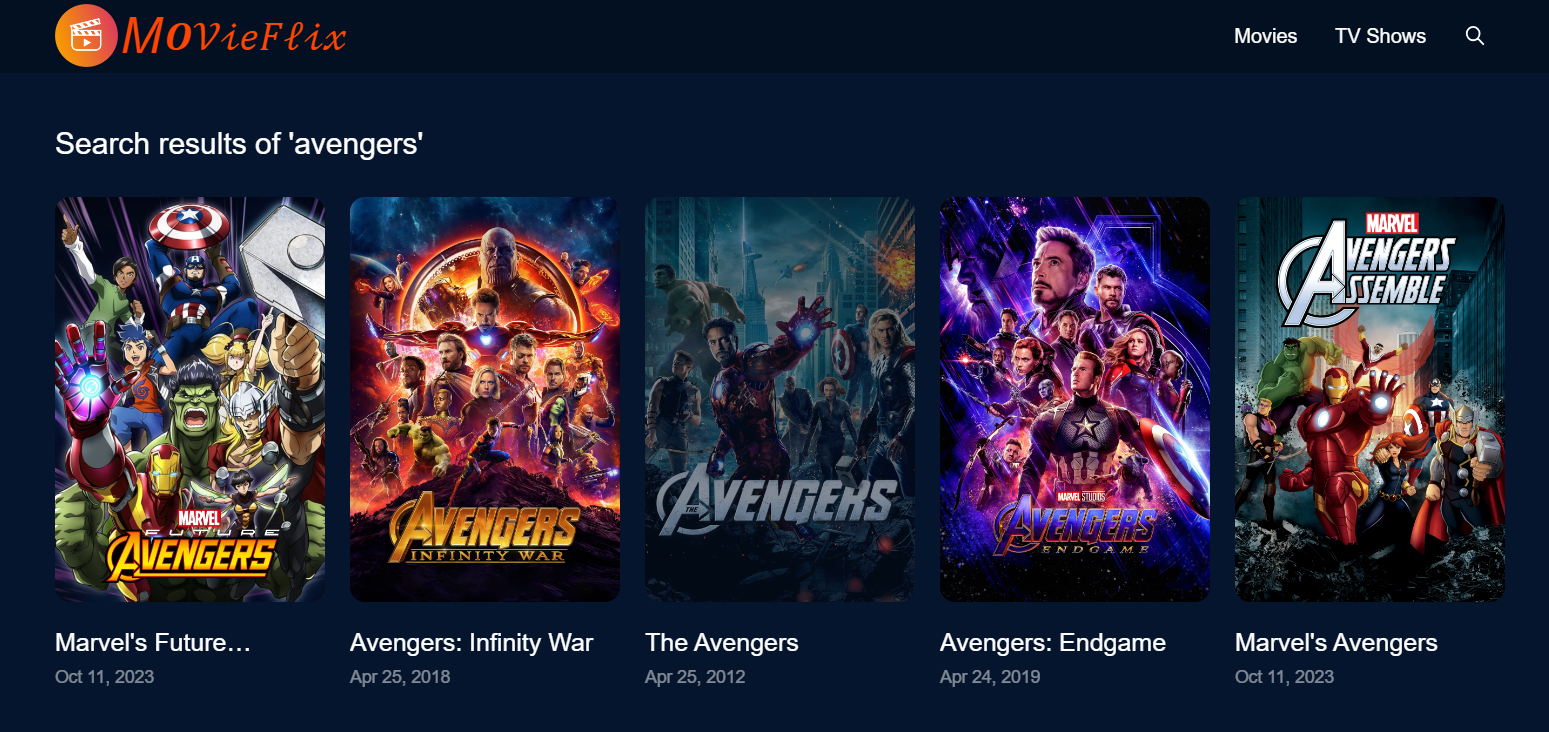 MovieFlix
Movies
TV Shows
Search results of 'avengers'
MARVEL
FUTURE
AVENGERS
AVENGERS
INFINITY WAR
THE AVENGERS
MARVEL STUDIOS
AVENGERS
ENDGAME
MARVEL
AVENGERS
ASSEMBLE
Marvel's Future...
Oct 11, 2023
Avengers: Infinity War
Apr 25, 2018
The Avengers
Apr 25, 2012
Avengers: Endgame
Apr 24, 2019
Marvel's Avengers
Oct 11, 2023